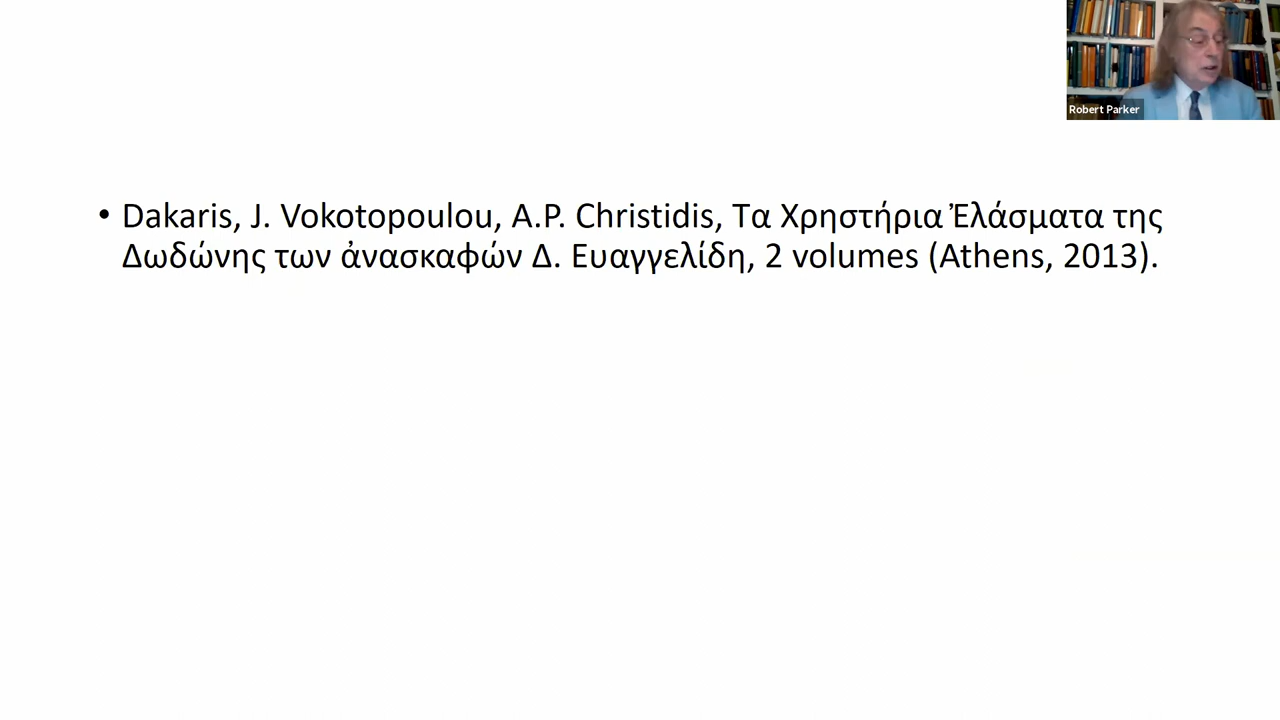 Robert Parker
• Dakaris, J. Vokotopoulou, A.P. Christidis, Τα Χρηστήρια Ἐλάσματα της
Δωδώνης των ἀνασκαφών Δ. Ευαγγελίδη, 2 volumes (Athens, 2013).